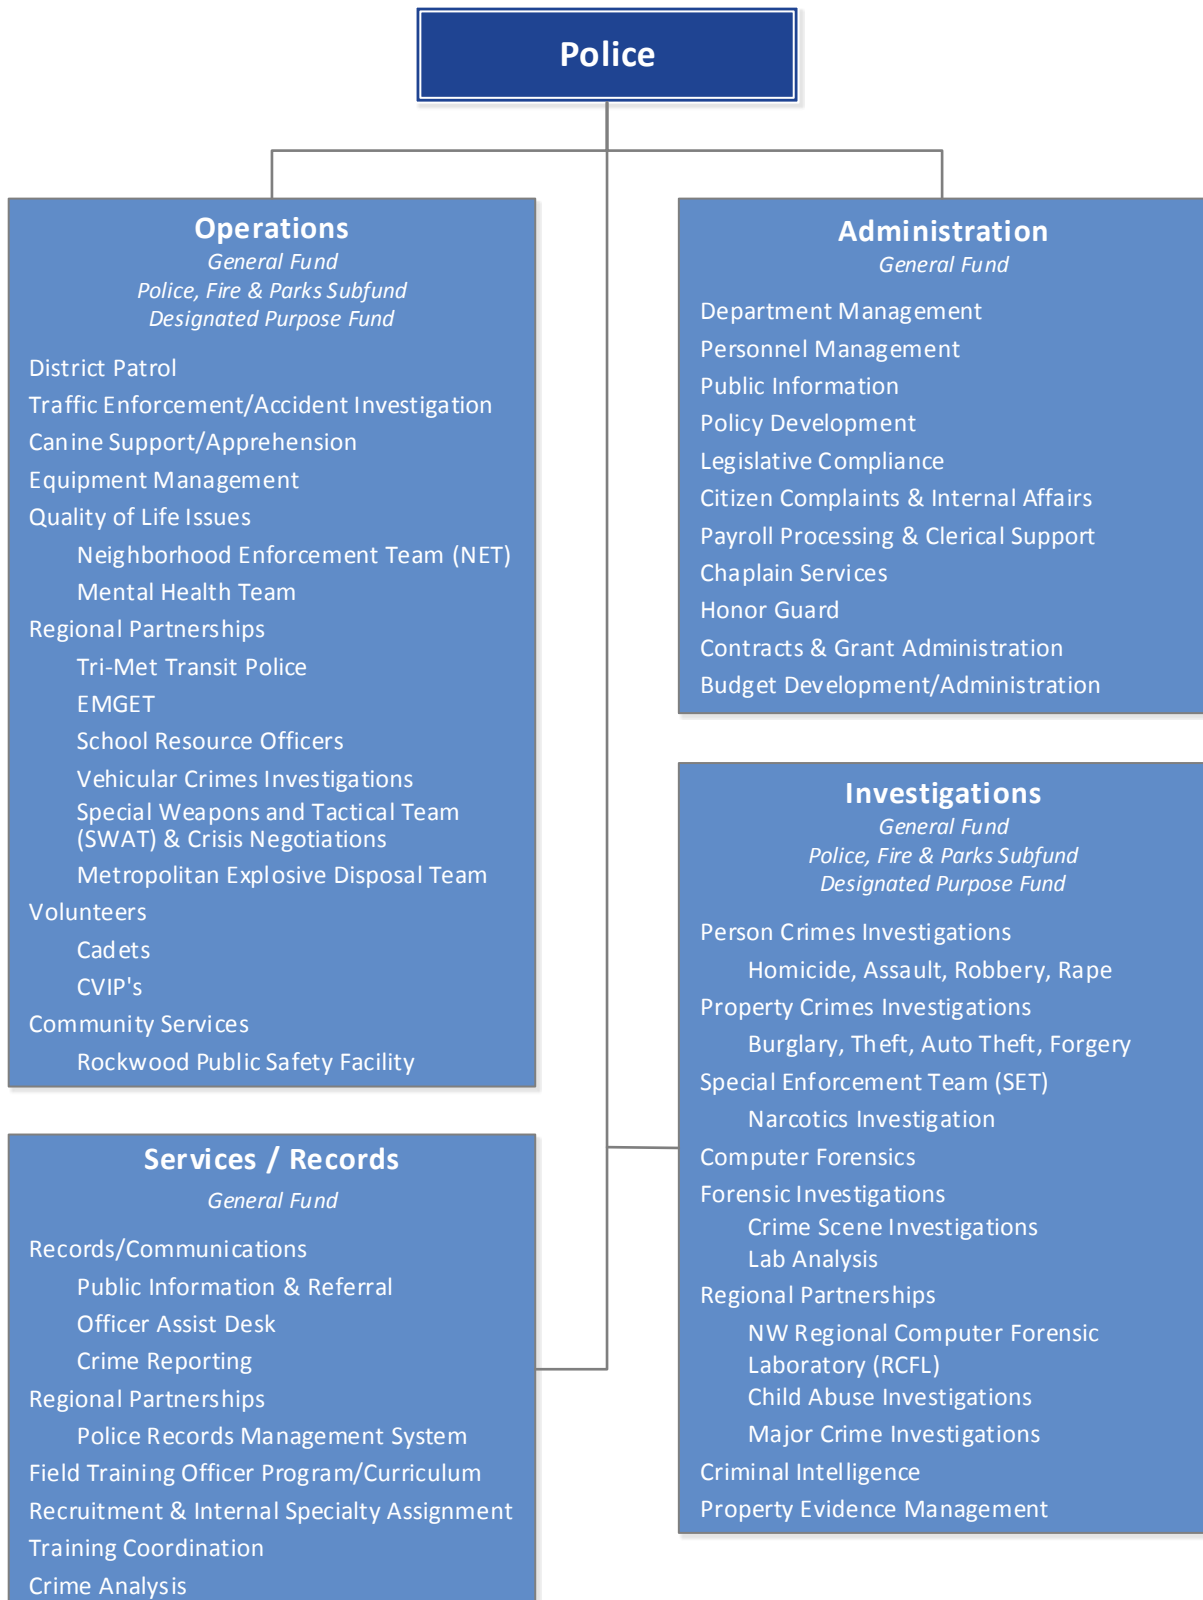 Police
Operations
General Fund
Police, Fire & Parks Subfund
Designated Purpose Fund
District Patrol
Traffic Enforcement/Accident Investigation
Canine Support/Apprehension
Equipment Management
Quality of Life Issues
Neighborhood Enforcement Team (NET)
Mental Health Team
Regional Partnerships
Tri-Met Transit Police
EMGET
School Resource Officers
Vehicular Crimes Investigations
Special Weapons and Tactical Team
(SWAT) & Crisis Negotiations
Metropolitan Explosive Disposal Team
Volunteers
Cadets
CVIP's
Community Services
Rockwood Public Safety Facility
Services / Records
General Fund
Records/Communications
Public Information & Referral
Officer Assist Desk
Crime Reporting
Regional Partnerships
Police Records Management System
Field Training Officer Program/Curriculum
Recruitment & Internal Specialty Assignment
Training Coordination
Crime Analysis
Administration
General Fund
Department Management
Personnel Management
Public Information
Policy Development
Legislative Compliance
Citizen Complaints & Internal Affairs
Payroll Processing & Clerical Support
Chaplain Services
Honor Guard
Contracts & Grant Administration
Budget Development/Administration
Investigations
General Fund
Police, Fire & Parks Subfund
Designated Purpose Fund
Person Crimes Investigations
Homicide, Assault, Robbery, Rape
Property Crimes Investigations
Burglary, Theft, Auto Theft, Forgery
Special Enforcement Team (SET)
Narcotics Investigation
Computer Forensics
Forensic Investigations
Crime Scene Investigations
Lab Analysis
Regional Partnerships
NW Regional Computer Forensic
Laboratory (RCFL)
Child Abuse Investigations
Major Crime Investigations
Criminal Intelligence
Property Evidence Management